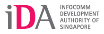 iDA
INFOCOMM
DEVELOPMENT
AUTHORITY OF
SINGAPORE